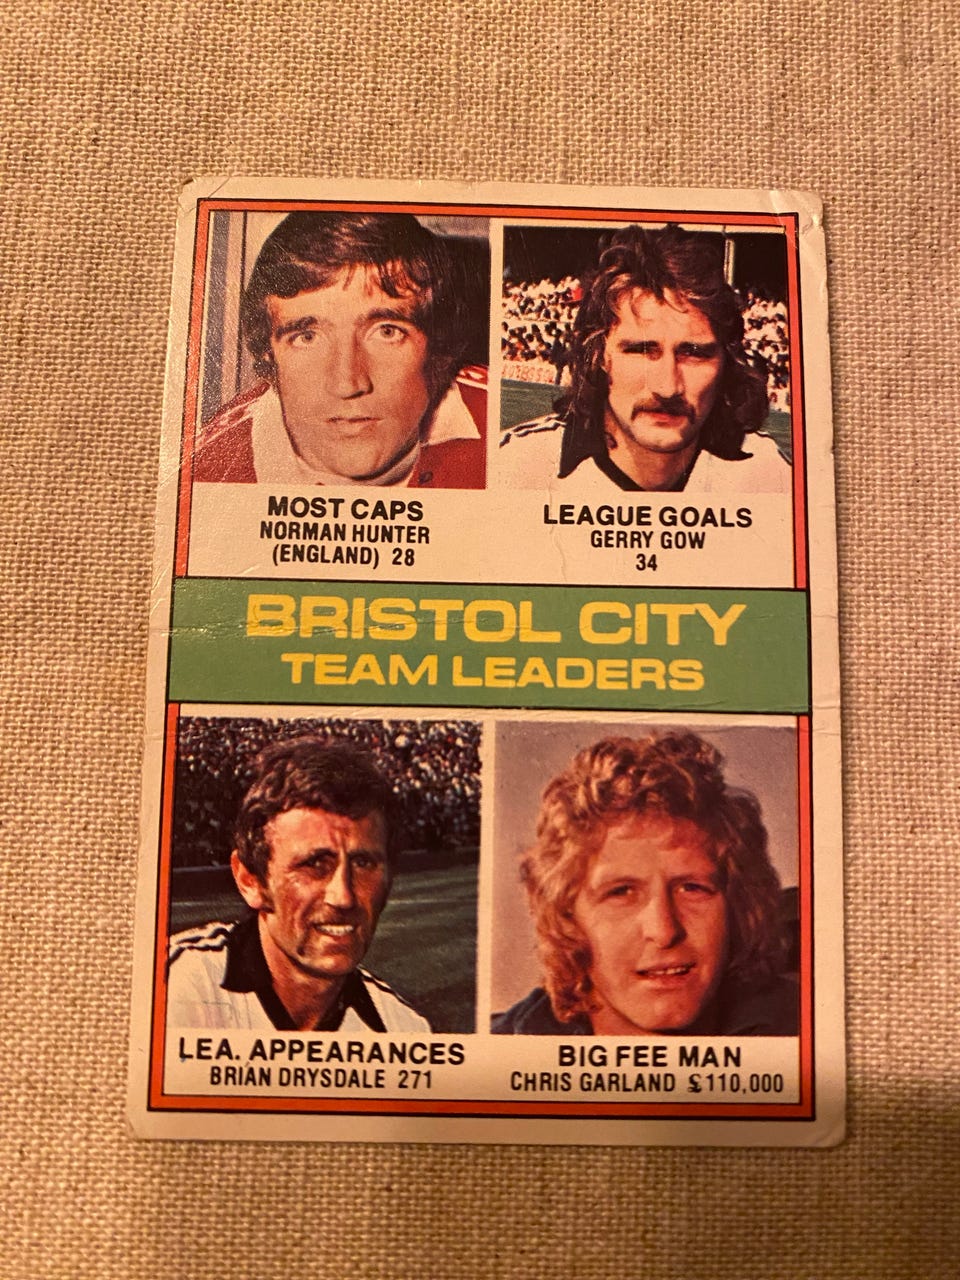 MOST CAPS
NORMAN HUNTER
(ENGLAND) 28
LEAGUE GOALS
GERRY GOW
34
BRISTOL CITY
TEAM LEADERS
LEA. APPEARANCES
BRIAN DRYSDALE 271
BIG FEE MAN
CHRIS GARLAND £110,000